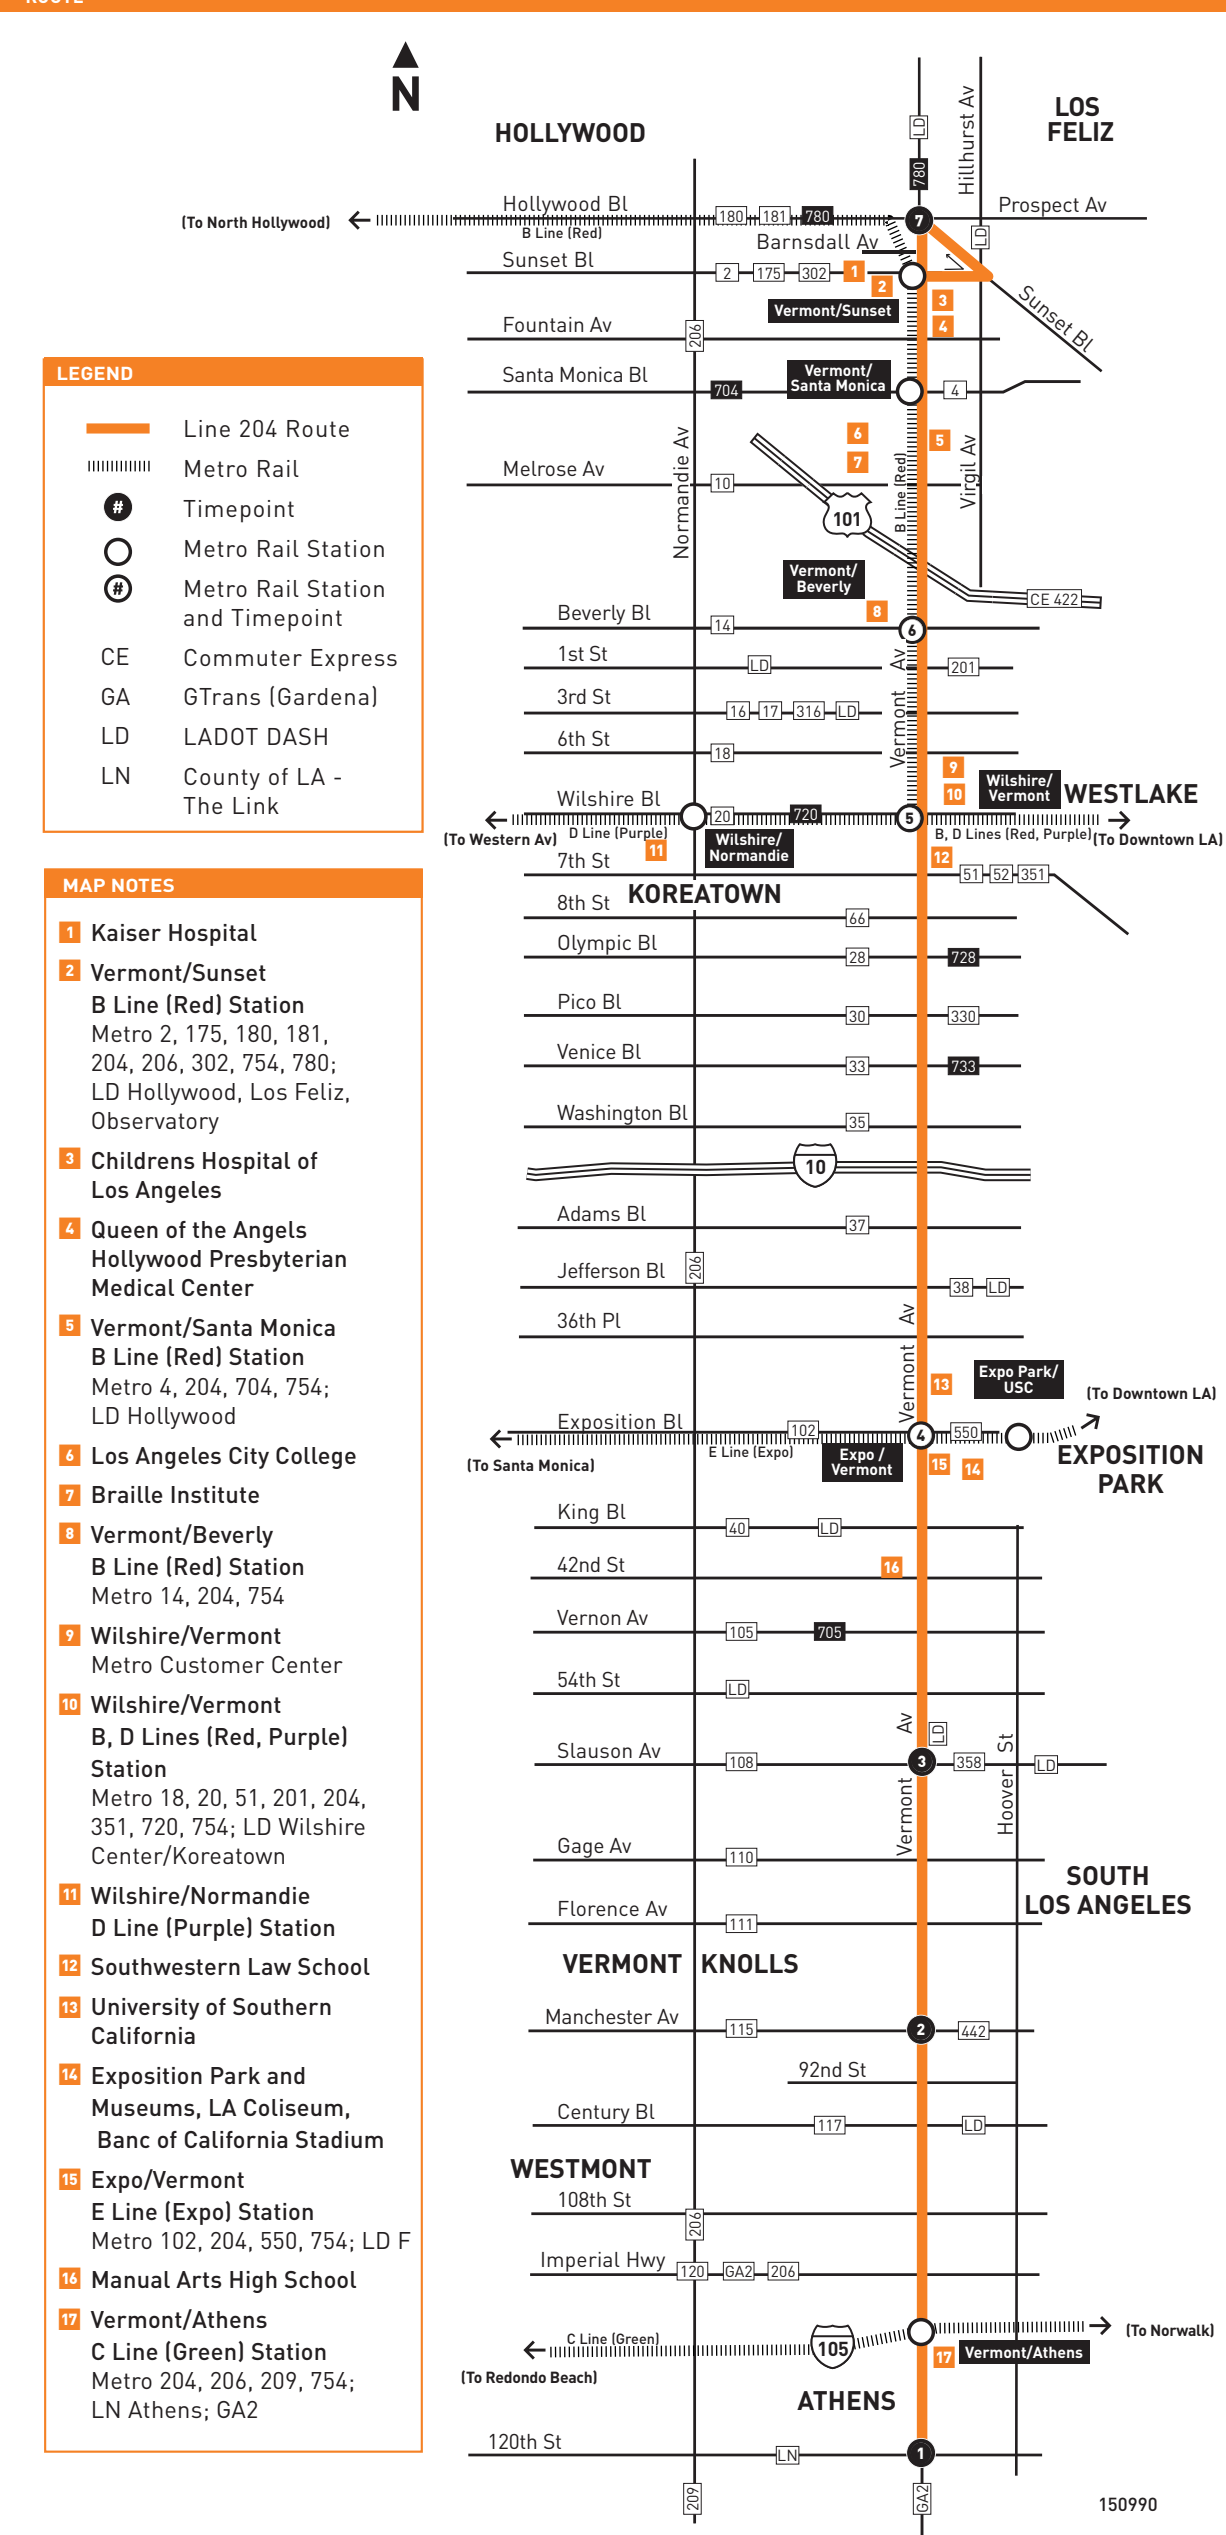 N
HOLLYWOOD
LOS
FELIZ
LD
780
Hillhurst Av
Hollywood Bl
180 181 780
7
Prospect Av
(To North Hollywood)
B Line (Red)
Barnsdall Av
LD
Sunset Bl
2 175 302 1
2
Vermont/Sunset
3
4
Sunset Bl
Fountain Av
206
Santa Monica Bl
704
Vermont/
Santa Monica
4
Normandie Av
6
7
5
B Line (Red)
Virgil Av
Melrose Av
10
101
Vermont/
Beverly
CE 422
8
Beverly Bl
14
6
1st St
LD
201
Vermont Av
3rd St
16 17 316 LD
6th St
18
9
10
Wilshire/
Vermont
WESTLAKE
Wilshire Bl
20 720
5
(To Western Av)
D Line (Purple)
B, D Lines (Red, Purple)
(To Downtown LA)
11
Wilshire/
Normandie
12
7th St
51 52 351
KOREATOWN
8th St
66
Olympic Bl
28 728
Pico Bl
30 330
Venice Bl
33 733
Washington Bl
35
10
Adams Bl
37
Jefferson Bl
206
38 LD
36th Pl
Vermont Av
13
Expo Park/
USC
(To Downtown LA)
Exposition Bl
102
4
550
(To Santa Monica)
E Line (Expo)
Expo /
Vermont
15
14
EXPOSITION
PARK
King Bl
40 LD
42nd St
16
Vernon Av
105 705
54th St
LD
Vermont Av
LD
Hoover St
Slauson Av
108
3
358
LD
Gage Av
110
SOUTH
LOS ANGELES
Florence Av
111
VERMONT KNOLLS
Manchester Av
115
2
442
92nd St
Century Bl
117
LD
WESTMONT
108th St
206
Imperial Hwy
120 GA2 206
C Line (Green)
105
(To Norwalk)
(To Redondo Beach)
17
Vermont/Athens
ATHENS
120th St
LN
1
209
GA2
150990
LEGEND
Line 204 Route
Metro Rail
# Timepoint
Metro Rail Station
# Metro Rail Station
and Timepoint
CE Commuter Express
GA GTrans (Gardena)
LD LADOT DASH
LN County of LA -
The Link
MAP NOTES
1 Kaiser Hospital
2 Vermont/Sunset
B Line (Red) Station
Metro 2, 175, 180, 181,
204, 206, 302, 754, 780;
LD Hollywood, Los Feliz,
Observatory
3 Childrens Hospital of
Los Angeles
4 Queen of the Angels
Hollywood Presbyterian
Medical Center
5 Vermont/Santa Monica
B Line (Red) Station
Metro 4, 204, 704, 754;
LD Hollywood
6 Los Angeles City College
7 Braille Institute
8 Vermont/Beverly
B Line (Red) Station
Metro 14, 204, 754
9 Wilshire/Vermont
Metro Customer Center
10 Wilshire/Vermont
B, D Lines (Red, Purple)
Station
Metro 18, 20, 51, 201, 204,
351, 720, 754; LD Wilshire
Center/Koreatown
11 Wilshire/Normandie
D Line (Purple) Station
12 Southwestern Law School
13 University of Southern
California
14 Exposition Park and
Museums, LA Coliseum,
Banc of California Stadium
15 Expo/Vermont
E Line (Expo) Station
Metro 102, 204, 550, 754; LD F
16 Manual Arts High School
17 Vermont/Athens
C Line (Green) Station
Metro 204, 206, 209, 754;
LN Athens; GA2